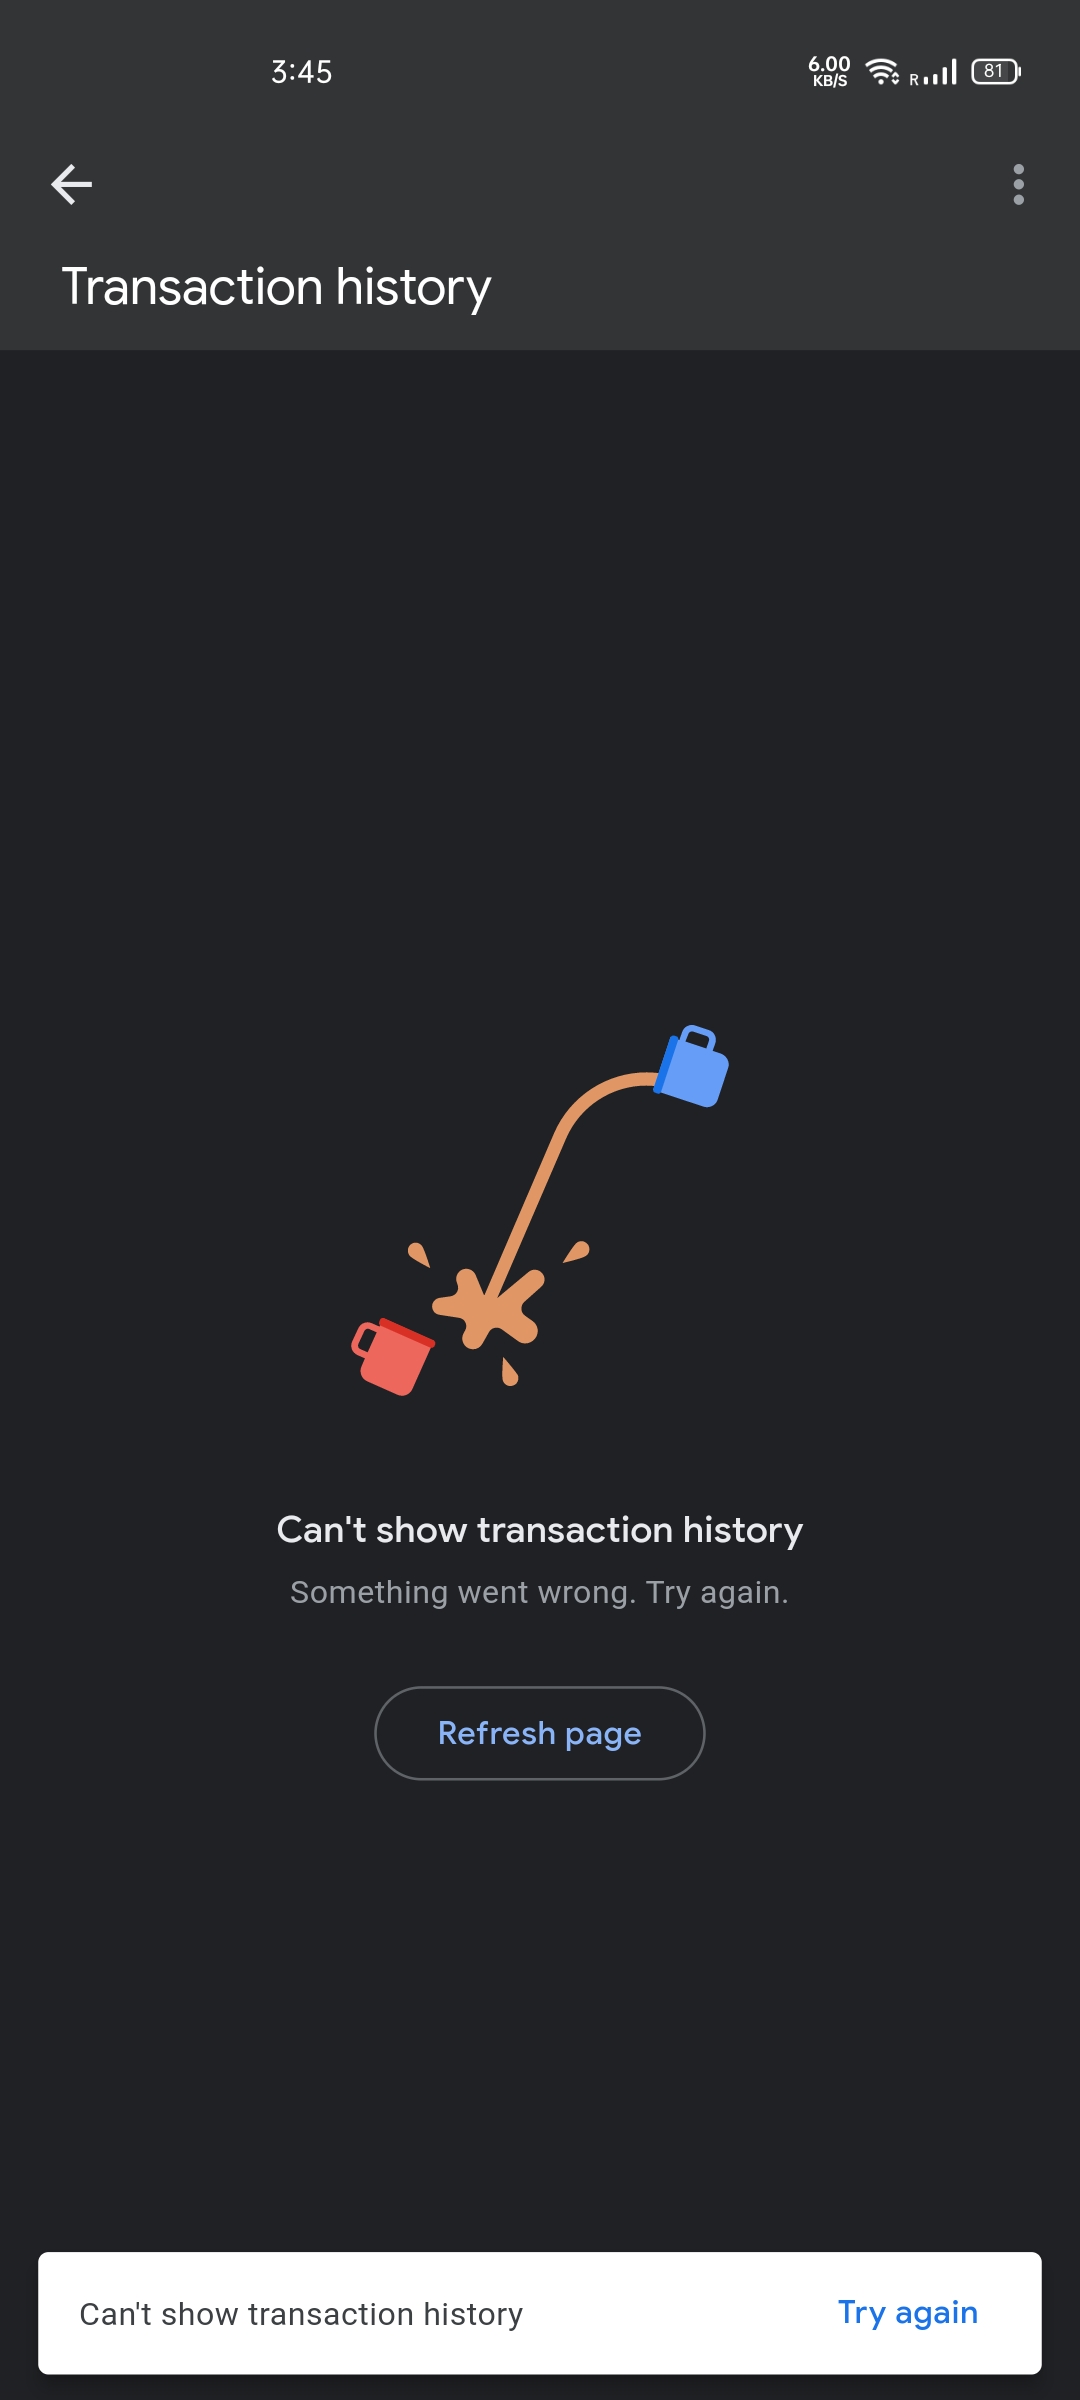 3:45
6.00
KB/S
R
81
Transaction history
Can't show transaction history
Something went wrong. Try again.
Refresh page
Can't show transaction history
Try again